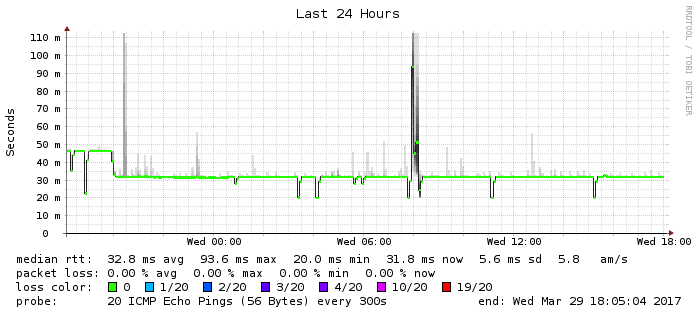 Last 24 Hours
RRDTOOL / TOBI OETIKER
Seconds
110 m
100 m
90 m
80 m
70 m
60 m
50 m
40 m
30 m
20 m
10 m
0
Wed 00:00 Wed 06:00 Wed 12:00 Wed 18:00
median rtt: 32.8 ms avg 93.6 ms max 20.0 ms min 31.8 ms now 5.6 ms sd 5.8 am/s
packet loss: 0.00 % avg 0.00 % max 0.00 % min 0.00 % now
loss color: 0 1/20 2/20 3/20 4/20 10/20 19/20
probe: 20 ICMP Echo Pings (56 Bytes) every 300s end: Wed Mar 29 18:05:04 2017